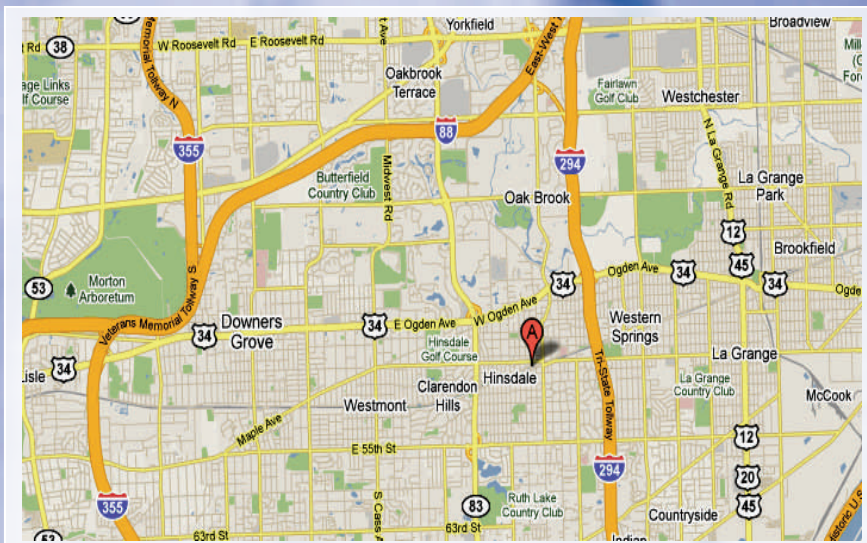 Yorkfield
Broadview
38
W Roosevelt Rd
E Roosevelt Rd
Memorial Tollway N
East-West
Oakbrook
Terrace
Fairlawn
Golf Club
Westchester
Links
Golf Course
88
355
294
N La Grange Rd
Butterfield
Country Club
Midwest Rd
Oak Brook
La Grange
Park
12
45
Brookfield
53
Morton
Arboretum
34
Ogden Ave
34
34
Ogde
Veterans Memorial Tollway S
34
Downers
Grove
34
E Ogden Ave
W Ogden Ave
Hinsdale
Golf Course
A
Western
Springs
34
Lisle
Clarendon
Hills
Hinsdale
Tri-State Tollway
La Grange
La Grange
Country Club
McCook
Westmont
Maple Ave
E 55th St
12
294
20
45
355
S Cass A
83
Ruth Lake
Country Club
Countryside
63rd St
63rd St
53
Indian
Historic U.S